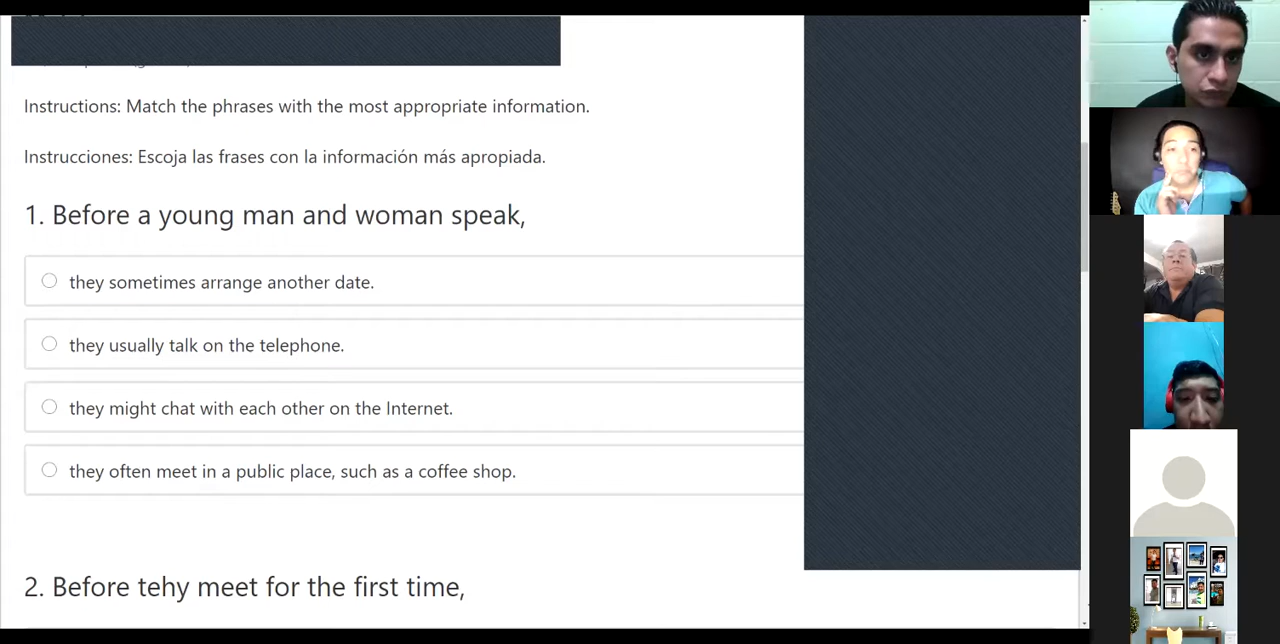 Instructions: Match the phrases with the most appropriate information.
Instrucciones: Escoja las frases con la información más apropiada.
1. Before a young man and woman speak,
they sometimes arrange another date.
they usually talk on the telephone.
they might chat with each other on the Internet.
they often meet in a public place, such as a coffee shop.
2. Before tehy meet for the first time,